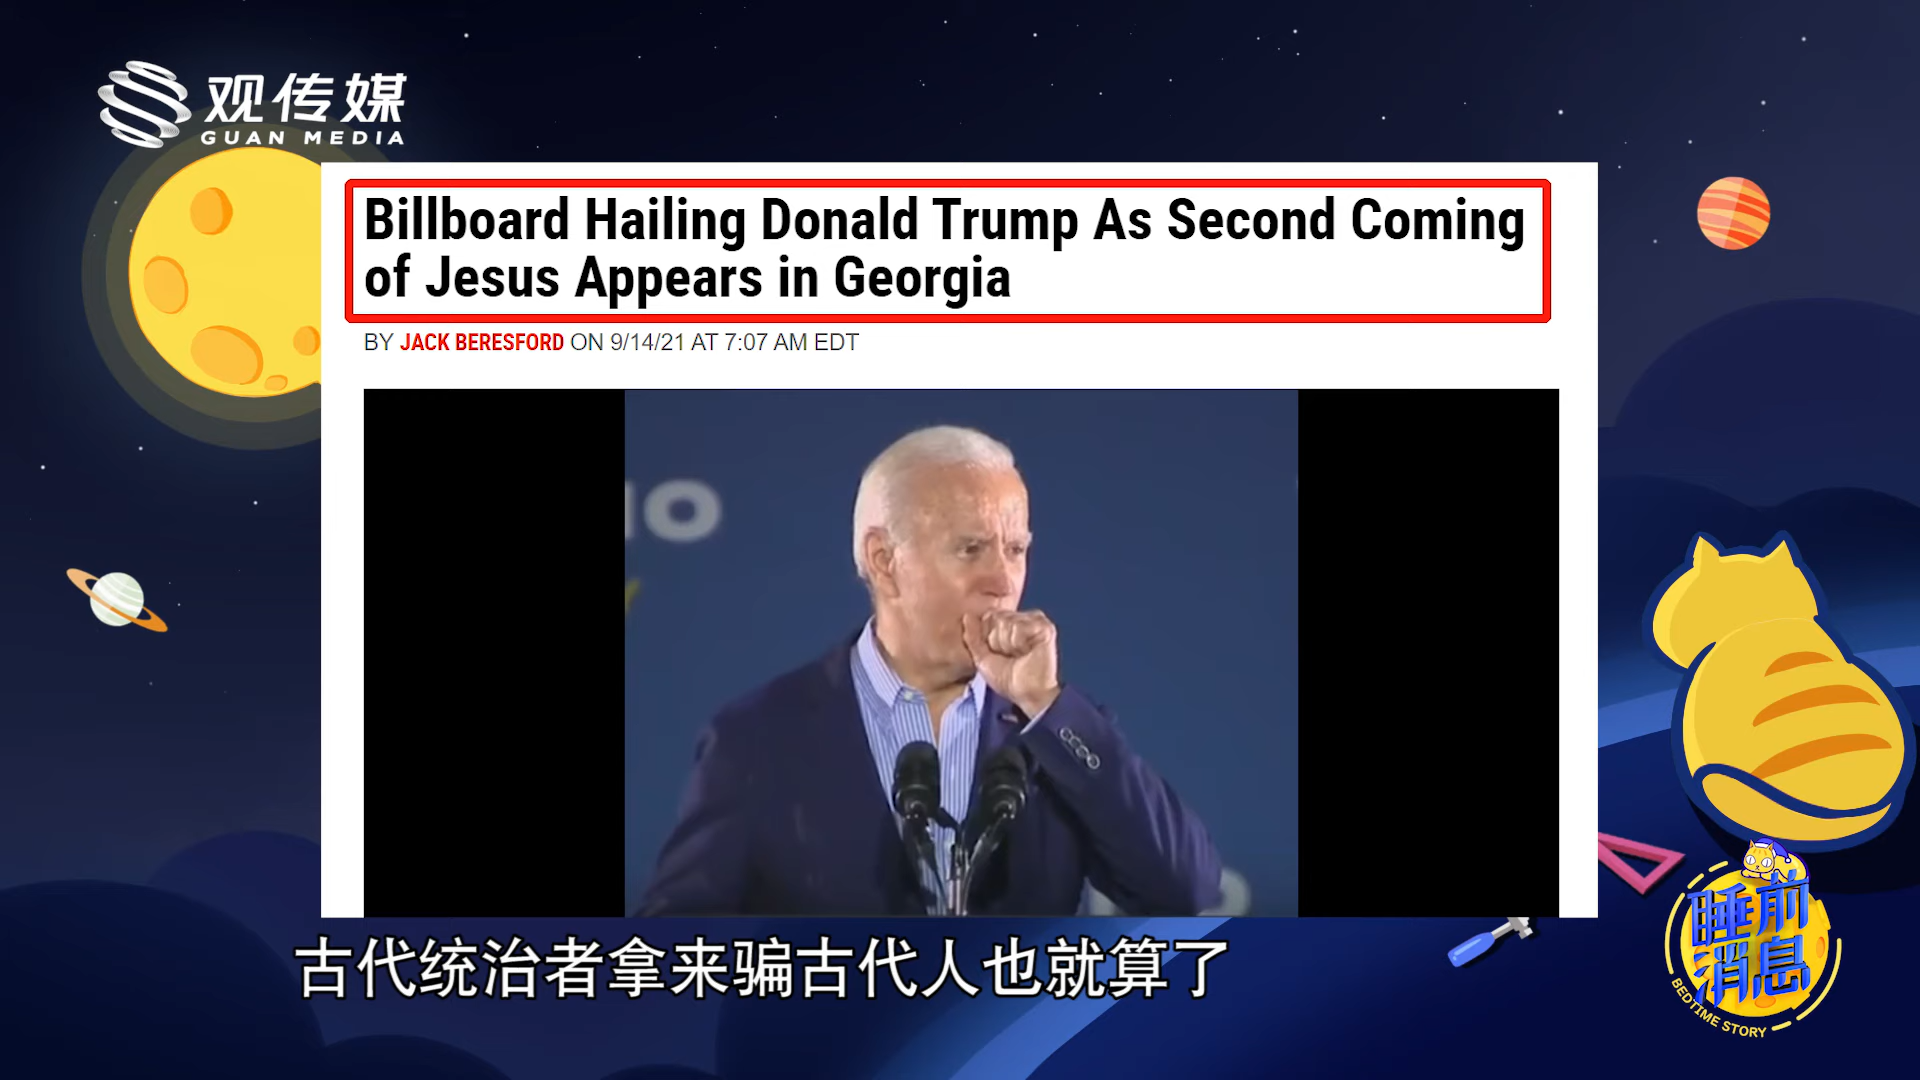 观传媒
GUAN MEDIA
Billboard Hailing Donald Trump As Second Coming
of Jesus Appears in Georgia
BY JACK BERESFORD ON 9/14/21 AT 7:07 AM EDT
IO
O
古代统治者拿来骗古代人也就算了
睡前
消息
BEDTIME STORY